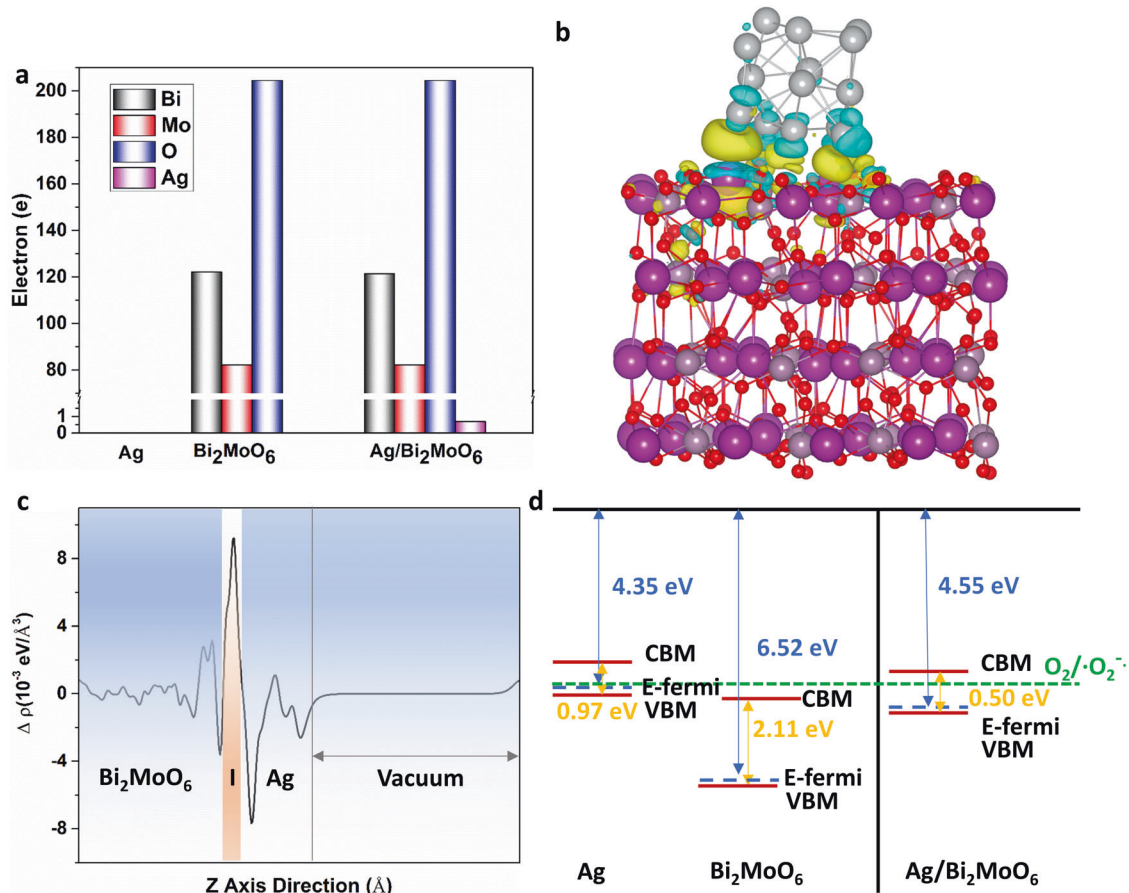 a
Electron (e)
200
180
160
140
120
100
80
1
0
Bi
Mo
O
Ag
Ag
Bi₂MoO₆
Ag/Bi₂MoO₆
b
c
Δ ρ(10⁻³ eV/Å³)
8
4
0
-4
-8
Bi₂MoO₆
I
Ag
Vacuum
Z Axis Direction (Å)
d
4.35 eV
6.52 eV
4.55 eV
CBM
CBM
O₂/·O₂⁻·
E-fermi
CBM
0.97 eV
VBM
2.11 eV
0.50 eV
E-fermi
VBM
E-fermi
VBM
Ag
Bi₂MoO₆
Ag/Bi₂MoO₆